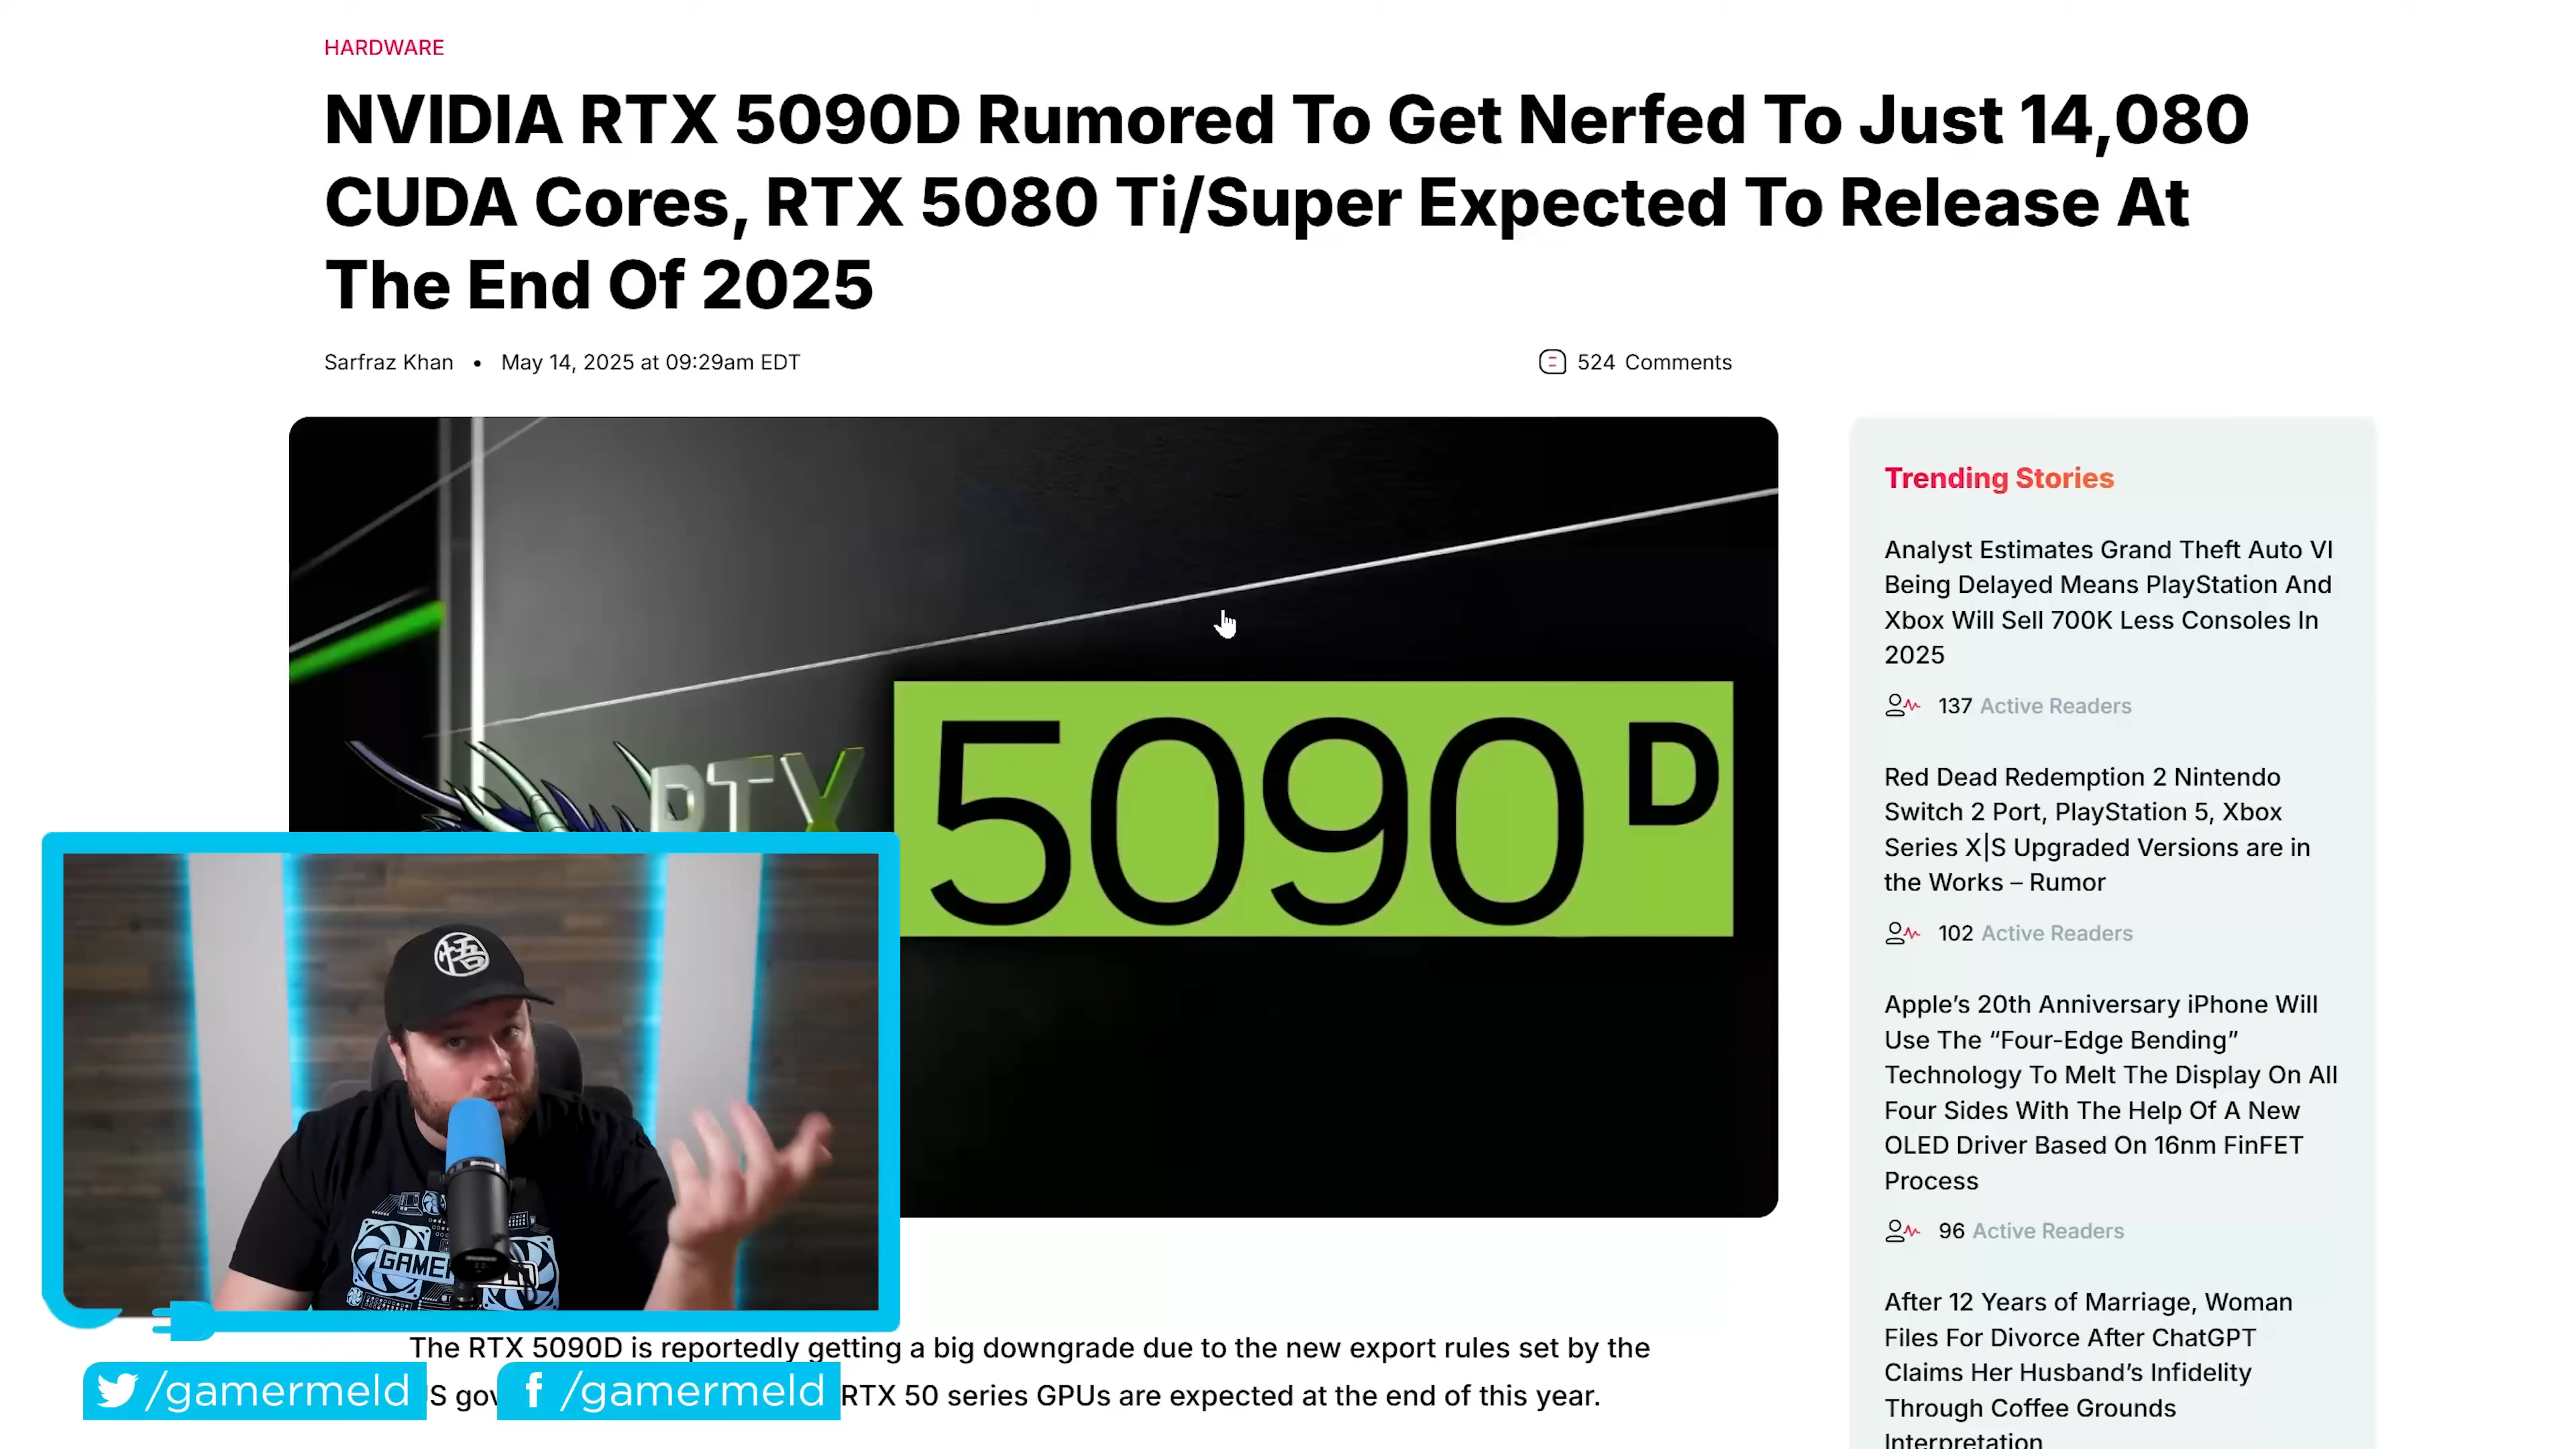 HARDWARE
NVIDIA RTX 5090D Rumored To Get Nerfed To Just 14,080
CUDA Cores, RTX 5080 Ti/Super Expected To Release At
The End Of 2025
Sarfraz Khan • May 14, 2025 at 09:29am EDT
524 Comments
RTX
5090 D
悟
The RTX 5090D is reportedly getting a big downgrade due to the new export rules set by the
RTX 50 series GPUs are expected at the end of this year.
/gamermeld
/gamermeld
Trending Stories
Analyst Estimates Grand Theft Auto VI
Being Delayed Means PlayStation And
Xbox Will Sell 700K Less Consoles In
2025
137 Active Readers
Red Dead Redemption 2 Nintendo
Switch 2 Port, PlayStation 5, Xbox
Series X|S Upgraded Versions are in
the Works – Rumor
102 Active Readers
Apple’s 20th Anniversary iPhone Will
Use The “Four-Edge Bending”
Technology To Melt The Display On All
Four Sides With The Help Of A New
OLED Driver Based On 16nm FinFET
Process
96 Active Readers
After 12 Years of Marriage, Woman
Files For Divorce After ChatGPT
Claims Her Husband’s Infidelity
Through Coffee Grounds
Interpretation